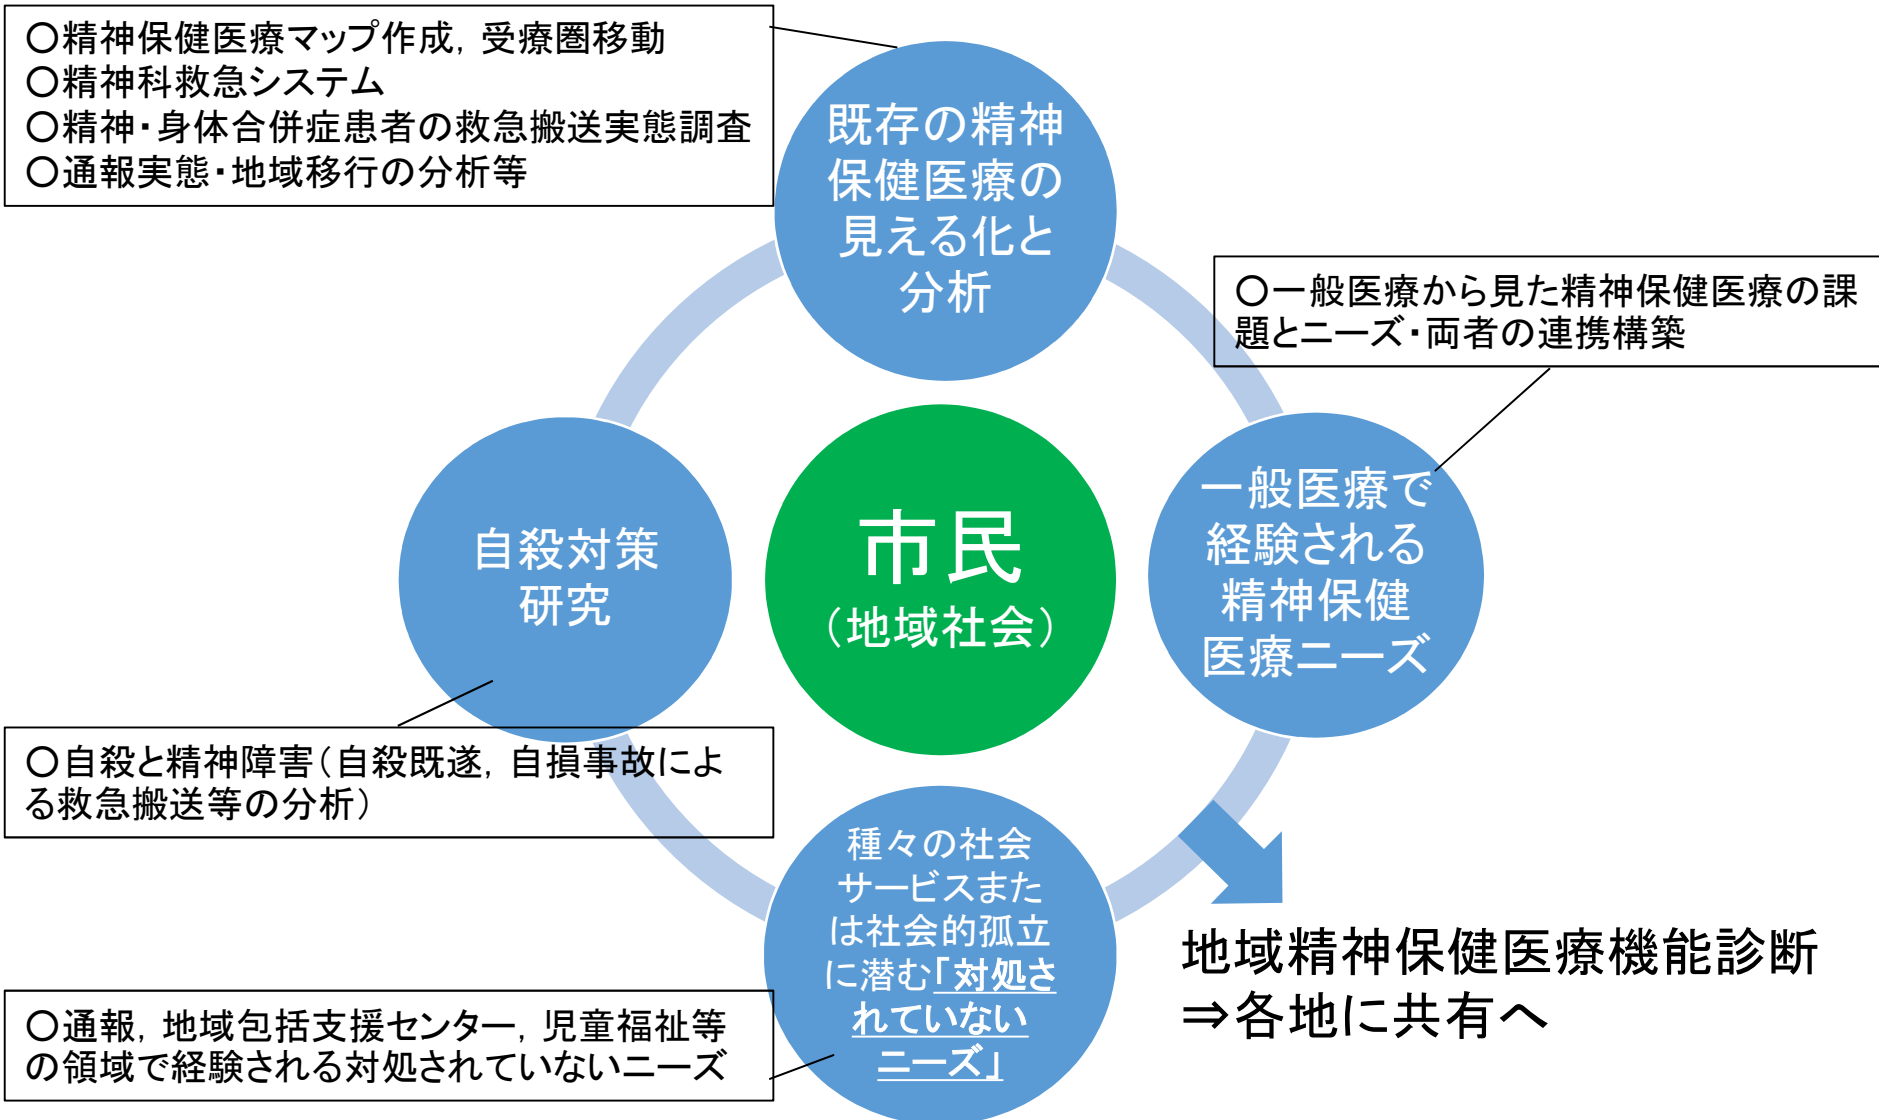 〇精神保健医療マップ作成, 受療圏移動
〇精神科救急システム
〇精神・身体合併症患者の救急搬送実態調査
〇通報実態・地域移行の分析等
既存の精神
保健医療の
見える化と
分析
〇一般医療から見た精神保健医療の課
題とニーズ・両者の連携構築
一般医療で
経験される
精神保健
医療ニーズ
自殺対策
研究
市民
（地域社会）
〇自殺と精神障害（自殺既遂, 自損事故によ
る救急搬送等の分析）
種々の社会
サービスまた
は社会的孤立
に潜む「対処さ
れていない
ニーズ」
〇通報, 地域包括支援センター, 児童福祉等
の領域で経験される対処されていないニーズ
地域精神保健医療機能診断
⇒各地に共有へ